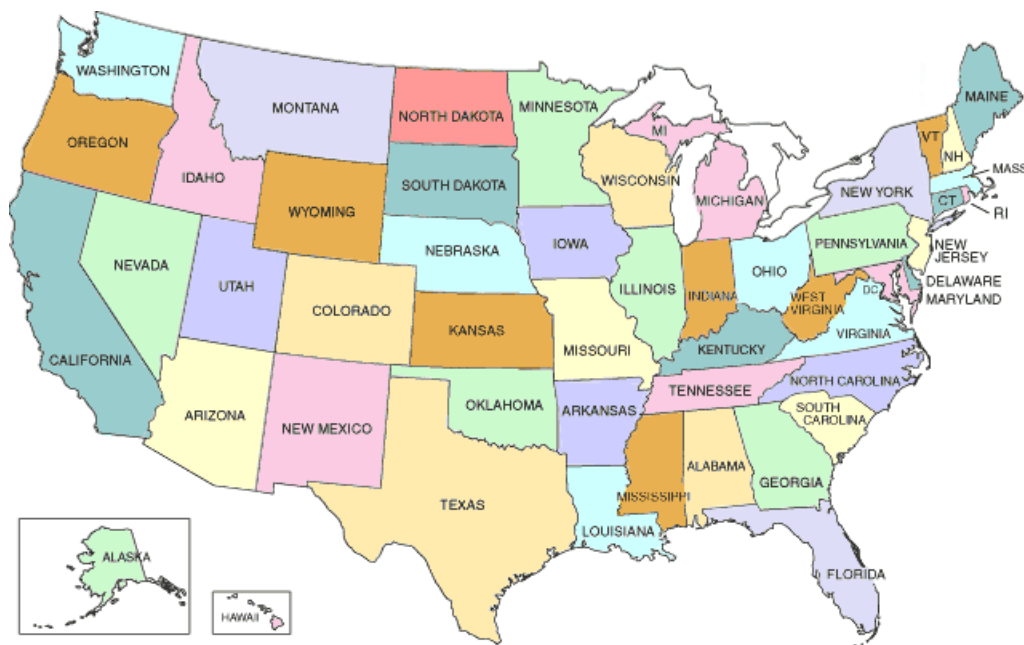 WASHINGTON
MONTANA
NORTH DAKOTA
MINNESOTA
MAINE
OREGON
IDAHO
SOUTH DAKOTA
WISCONSIN
MI
MICHIGAN
VT
NH
MASS
NEW YORK
CT
RI
WYOMING
NEBRASKA
IOWA
PENNSYLVANIA
NEW
JERSEY
NEVADA
UTAH
COLORADO
KANSAS
ILLINOIS
INDIANA
OHIO
WEST
VIRGINIA
DC
DELAWARE
MARYLAND
VIRGINIA
CALIFORNIA
MISSOURI
KENTUCKY
ARIZONA
NEW MEXICO
OKLAHOMA
ARKANSAS
TENNESSEE
NORTH CAROLINA
SOUTH
CAROLINA
TEXAS
LOUISIANA
MISSISSIPPI
ALABAMA
GEORGIA
FLORIDA
ALASKA
HAWAII